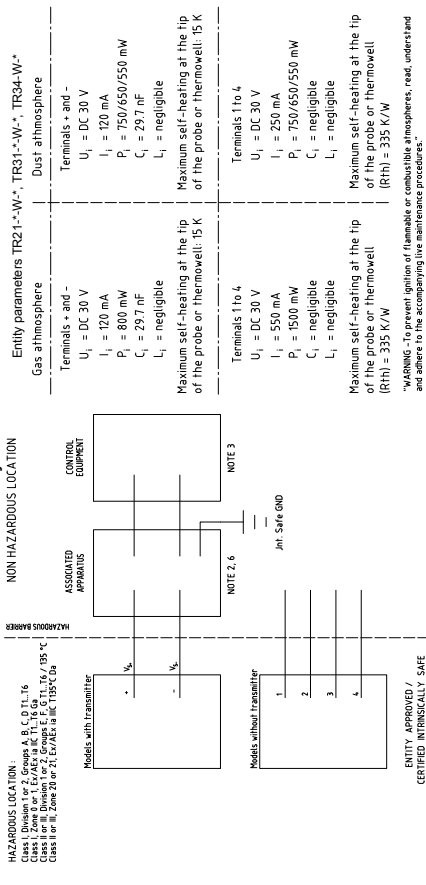 HAZARDOUS LOCATION :
Class I, Division 1 or 2, Groups A, B, C, D T1...T6
Class I, Zone 0 or 1, Ex/AEx ia IIC T1...T6 Ga
Class II or III, Division 1 or 2, Groups E, F, G T1...T6 / 135 °C
Class II or III, Zone 20 or 21, Ex/AEx ia IIIC T135°C Da
HAZARDOUS BARRIER
NON HAZARDOUS LOCATION
Models with transmitter
+
-
ASSOCIATED
APPARATUS
NOTE 2, 6
CONTROL
EQUIPMENT
NOTE 3
Jnt. Safe GND
Models without transmitter
1
2
3
4
ENTITY APPROVED /
CERTIFIED INTRINSICALLY SAFE
Entity parameters TR21-*-W-*, TR31-*-W-*, TR34-W-*
Gas athmosphere
Terminals + and -
Ui = DC 30 V
Ii = 120 mA
Pi = 800 mW
Ci = 29.7 nF
Li = negligible
Maximum self-heating at the tip
of the probe or thermowell: 15 K
Dust athmosphere
Terminals + and -
Ui = DC 30 V
Ii = 120 mA
Pi = 750/650/550 mW
Ci = 29.7 nF
Li = negligible
Maximum self-heating at the tip
of the probe or thermowell: 15 K
Terminals 1 to 4
Ui = DC 30 V
Ii = 550 mA
Pi = 1500 mW
Ci = negligible
Li = negligible
Maximum self-heating at the tip
of the probe or thermowell
(Rth) = 335 K/W
Terminals 1 to 4
Ui = DC 30 V
Ii = 250 mA
Pi = 750/650/550 mW
Ci = negligible
Li = negligible
Maximum self-heating at the tip
of the probe or thermowell
(Rth) = 335 K/W
"WARNING - To prevent ignition of flammable or combustible atmospheres, read, understand
and adhere to the accompanying live maintenance procedures."